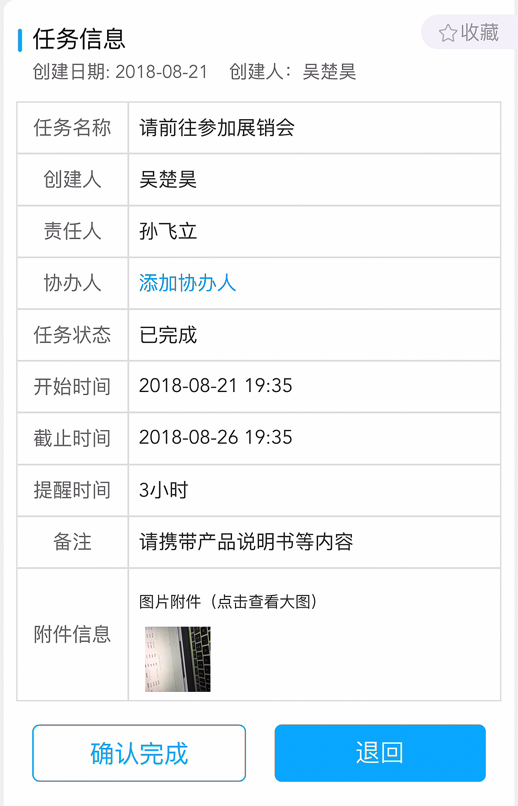 任务信息
收藏
创建日期: 2018-08-21 创建人：吴楚昊
任务名称 请前往参加展销会
创建人 吴楚昊
责任人 孙飞立
协办人 添加协办人
任务状态 已完成
开始时间 2018-08-21 19:35
截止时间 2018-08-26 19:35
提醒时间 3小时
备注 请携带产品说明书等内容
附件信息 图片附件（点击查看大图）
确认完成 退回